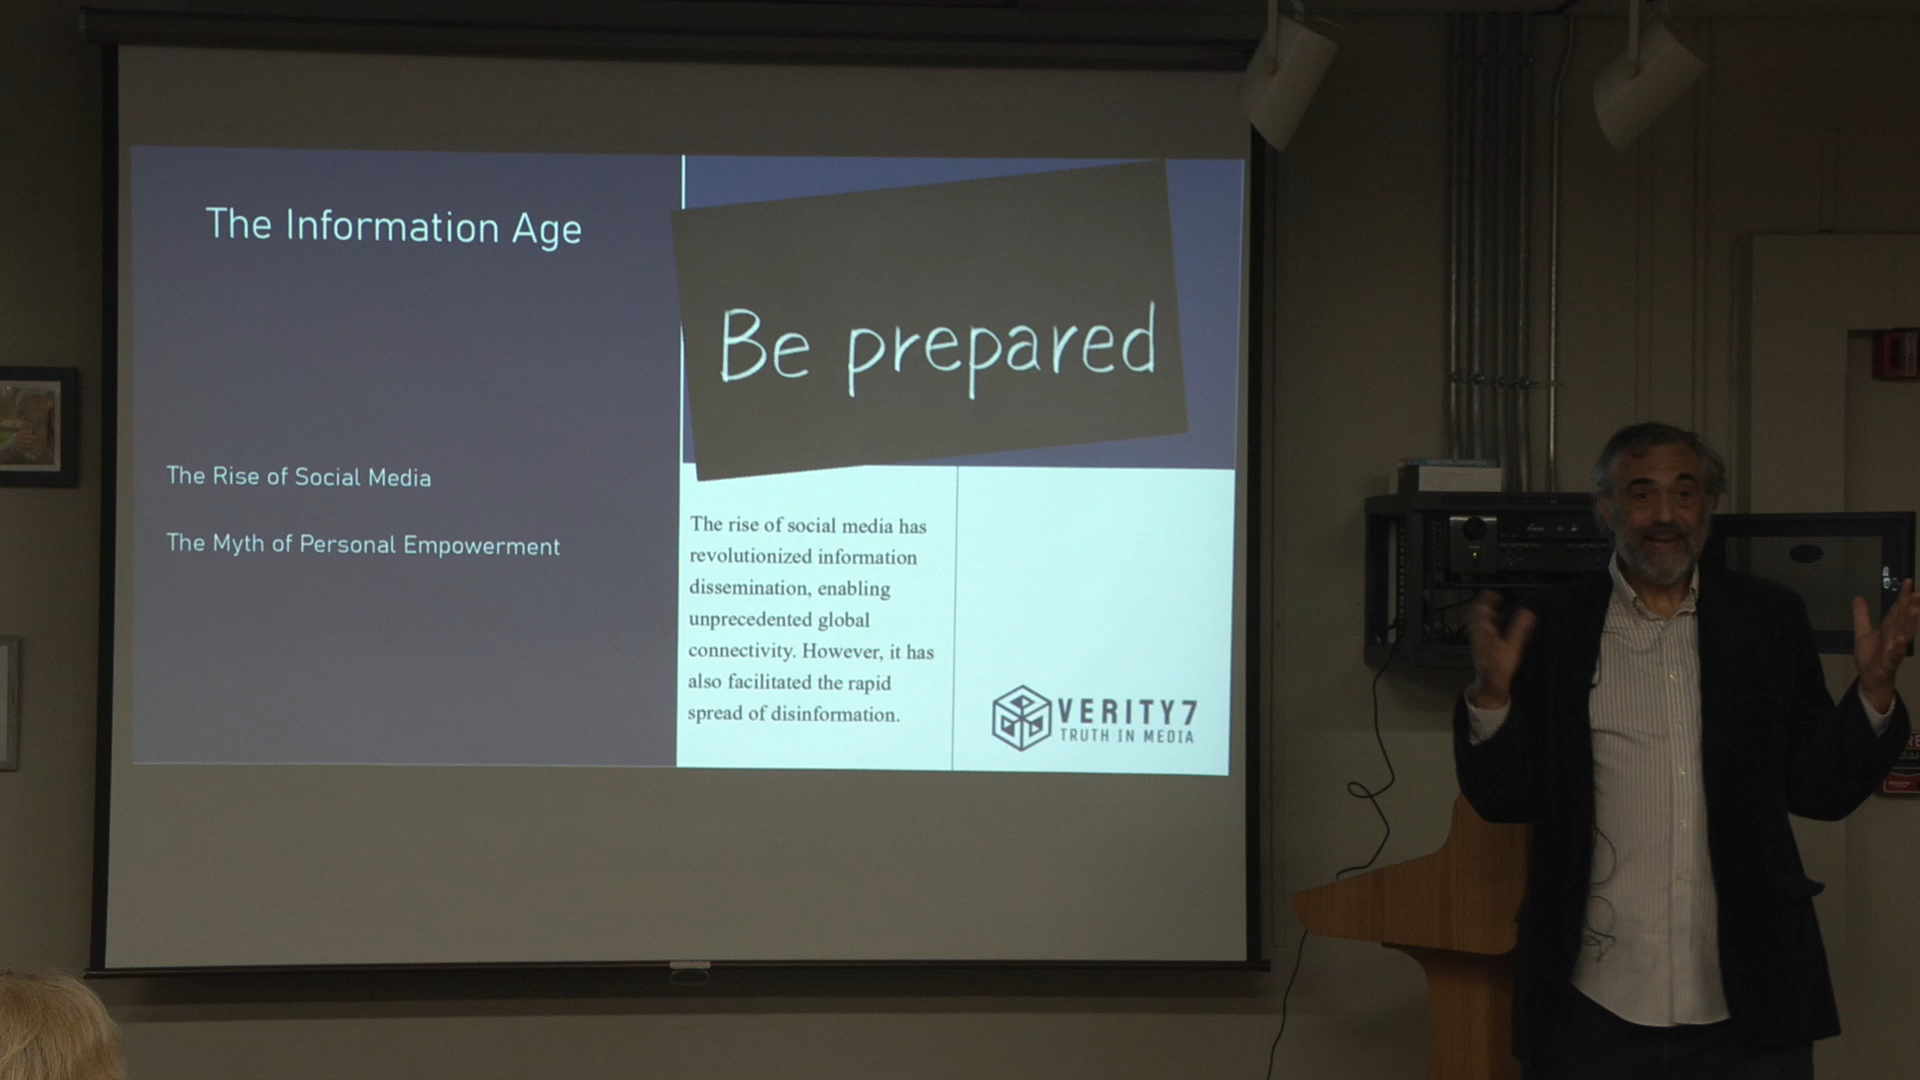 The Information Age
Be prepared
The Rise of Social Media
The Myth of Personal Empowerment
The rise of social media has
revolutionized information
dissemination, enabling
unprecedented global
connectivity. However, it has
also facilitated the rapid
spread of disinformation.
VERITY7
TRUTH IN MEDIA